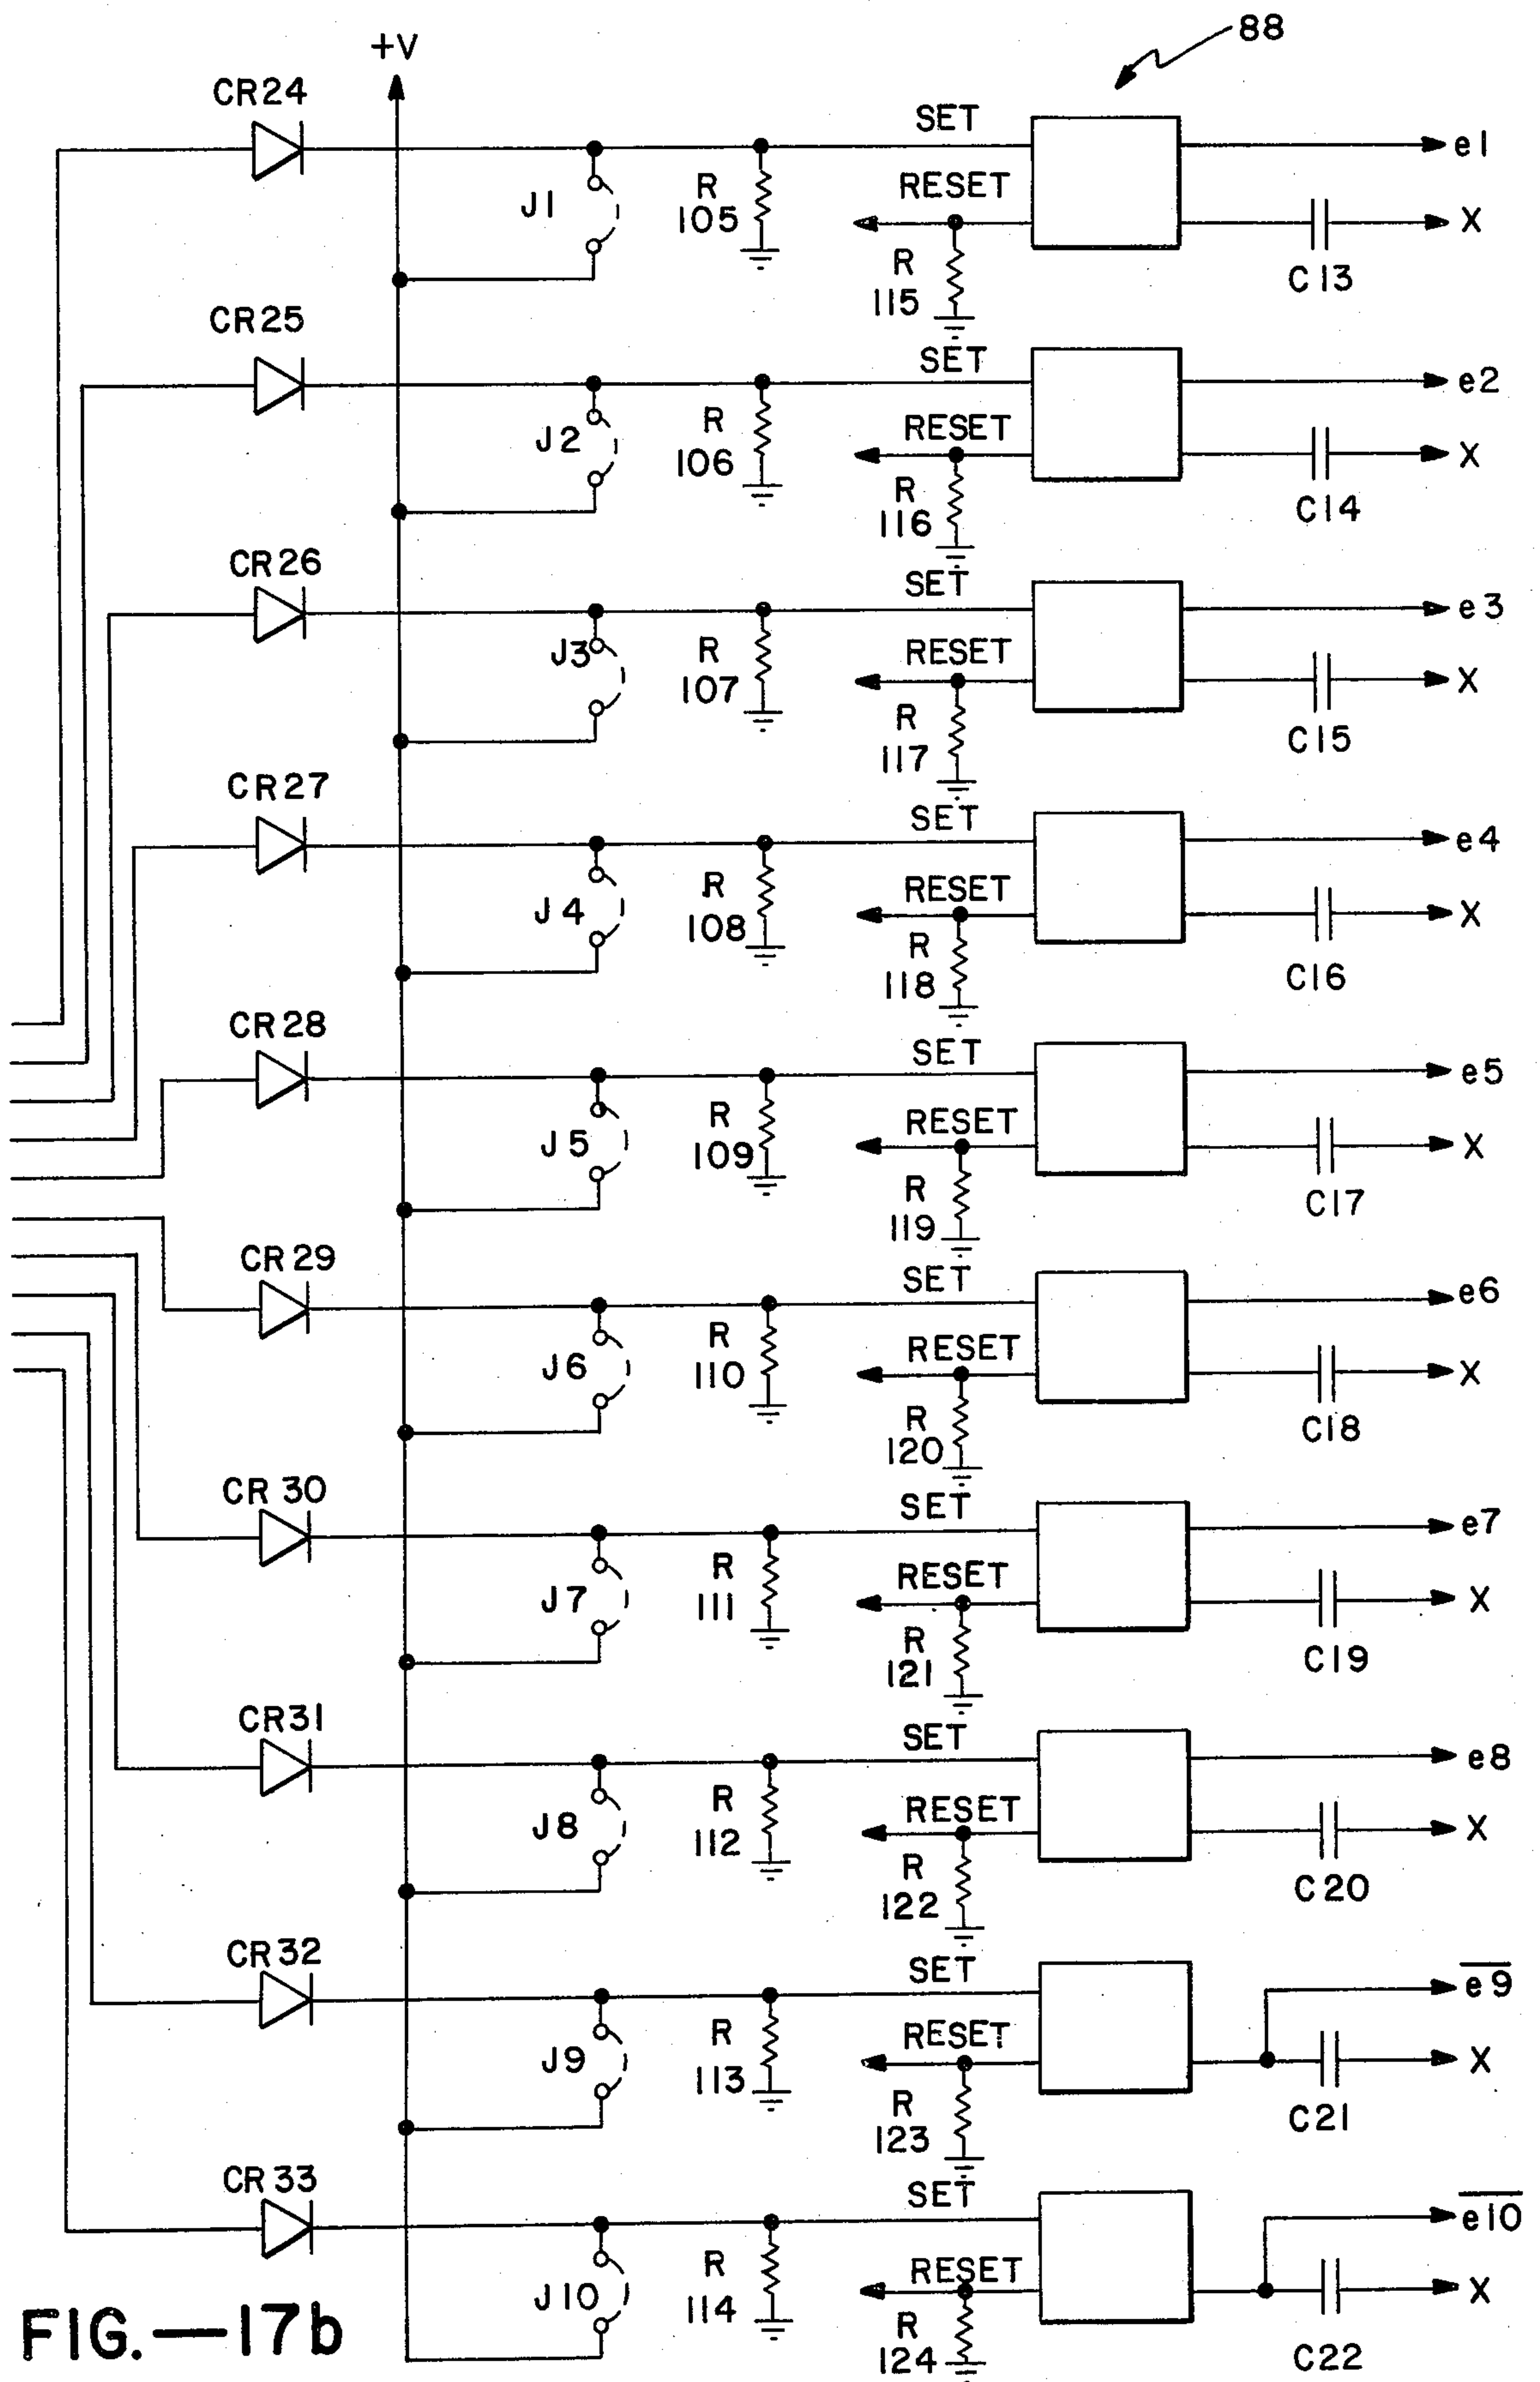 88
+V
CR24
SET
e1
J1
R
105
RESET
X
R
115
C13
CR25
SET
e2
J2
R
106
RESET
X
R
116
C14
CR26
SET
e3
J3
R
107
RESET
X
R
117
C15
CR27
SET
e4
J4
R
108
RESET
X
R
118
C16
CR28
SET
e5
J5
R
109
RESET
X
R
119
C17
CR29
SET
e6
J6
R
110
RESET
X
R
120
C18
CR30
SET
e7
J7
R
111
RESET
X
R
121
C19
CR31
SET
e8
J8
R
112
RESET
X
R
122
C20
CR32
SET
e9
J9
R
113
RESET
X
R
123
C21
CR33
SET
e10
J10
R
114
RESET
X
R
124
C22
FIG.—17b